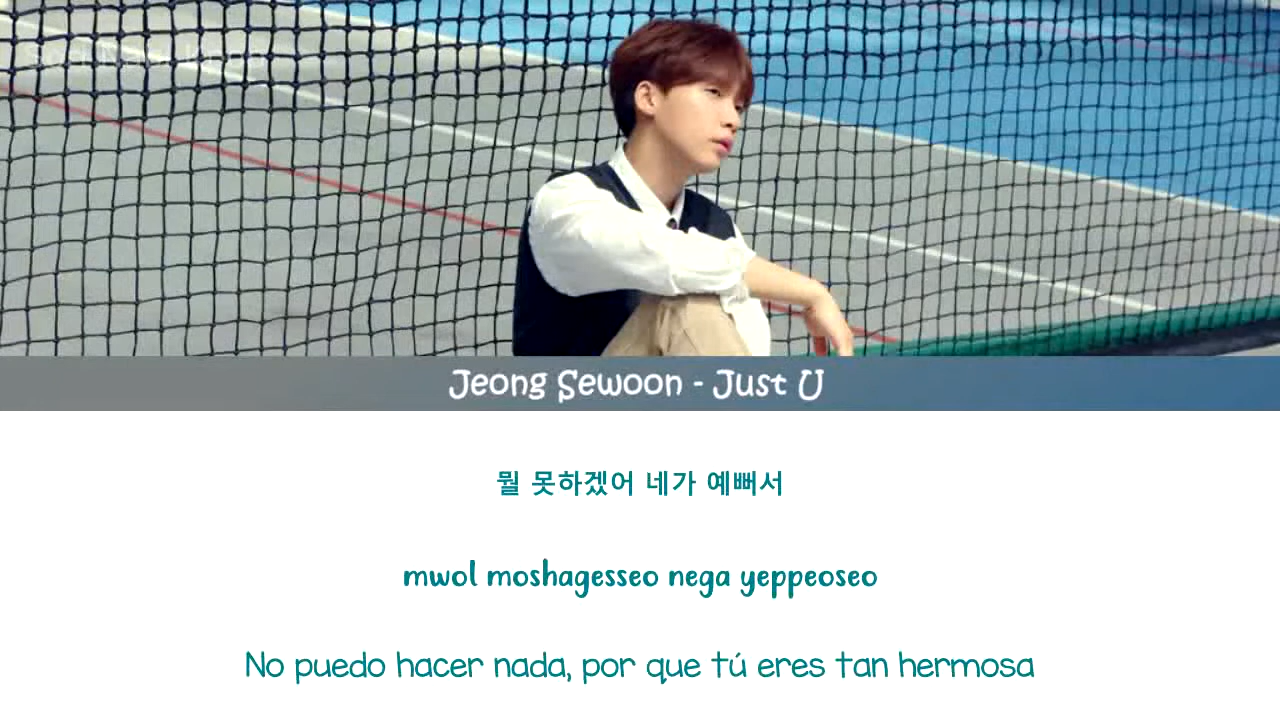 Jeong Sewoon - Just U
뭘 못하겠어 네가 예뻐서
mwol moshagesseo nega yeppeoseo
No puedo hacer nada, por que tú eres tan hermosa